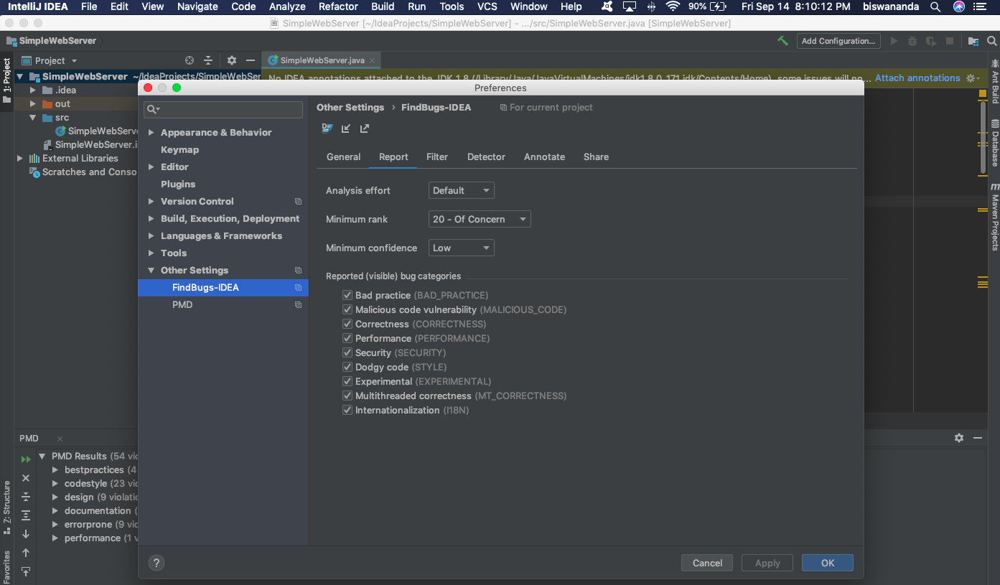 IntelliJ IDEA File Edit View Navigate Analyze Code Refactor Build Run Tools VCS Window Help 90% Fri Sep 14 8:10:12 PM biswananda
SimpleWebServer [~/IdeaProjects/SimpleWebServer] - .../src/SimpleWebServer.java [SimpleWebServer]
SimpleWebServer Add Configuration...
1: Project
Project SimpleWebServer.java
SimpleWebServer ~/IdeaProjects/SimpleWebSer
No IDEA annotations attached to the JDK 1.8 (/Library/Java/JavaVirtualMachines/jdk1.8.0_171.jdk/Contents/Home), some issues will no... Attach annotations
.idea
out
src
SimpleWebServe
SimpleWebServer.i
External Libraries
Scratches and Conso
Ant Build
Database
m Maven Projects
Preferences
Appearance & Behavior
Keymap
Editor
Plugins
Version Control
Build, Execution, Deployment
Languages & Frameworks
Tools
Other Settings
FindBugs-IDEA
PMD
Other Settings › FindBugs-IDEA For current project
General Report Filter Detector Annotate Share
Analysis effort Default
Minimum rank 20 - Of Concern
Minimum confidence Low
Reported (visible) bug categories
Bad practice (BAD_PRACTICE)
Malicious code vulnerability (MALICIOUS_CODE)
Correctness (CORRECTNESS)
Performance (PERFORMANCE)
Security (SECURITY)
Dodgy code (STYLE)
Experimental (EXPERIMENTAL)
Multithreaded correctness (MT_CORRECTNESS)
Internationalization (I18N)
? Cancel Apply OK
PMD
PMD Results (54 vio
bestpractices (4
codestyle (23 vio
design (9 violatio
documentation (
errorprone (9 vio
performance (1 v
Z: Structure
Favorites